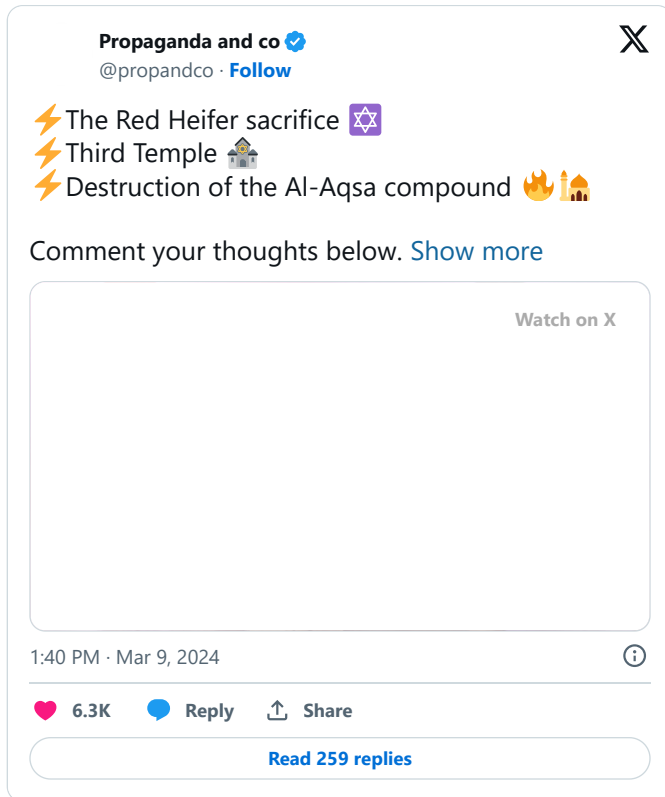 Propaganda and co
@propandco · Follow
⚡The Red Heifer sacrifice 🔯
⚡Third Temple 🕍
⚡Destruction of the Al-Aqsa compound 🔥🕌
Comment your thoughts below. Show more
Watch on X
1:40 PM · Mar 9, 2024
6.3K Reply Share
Read 259 replies